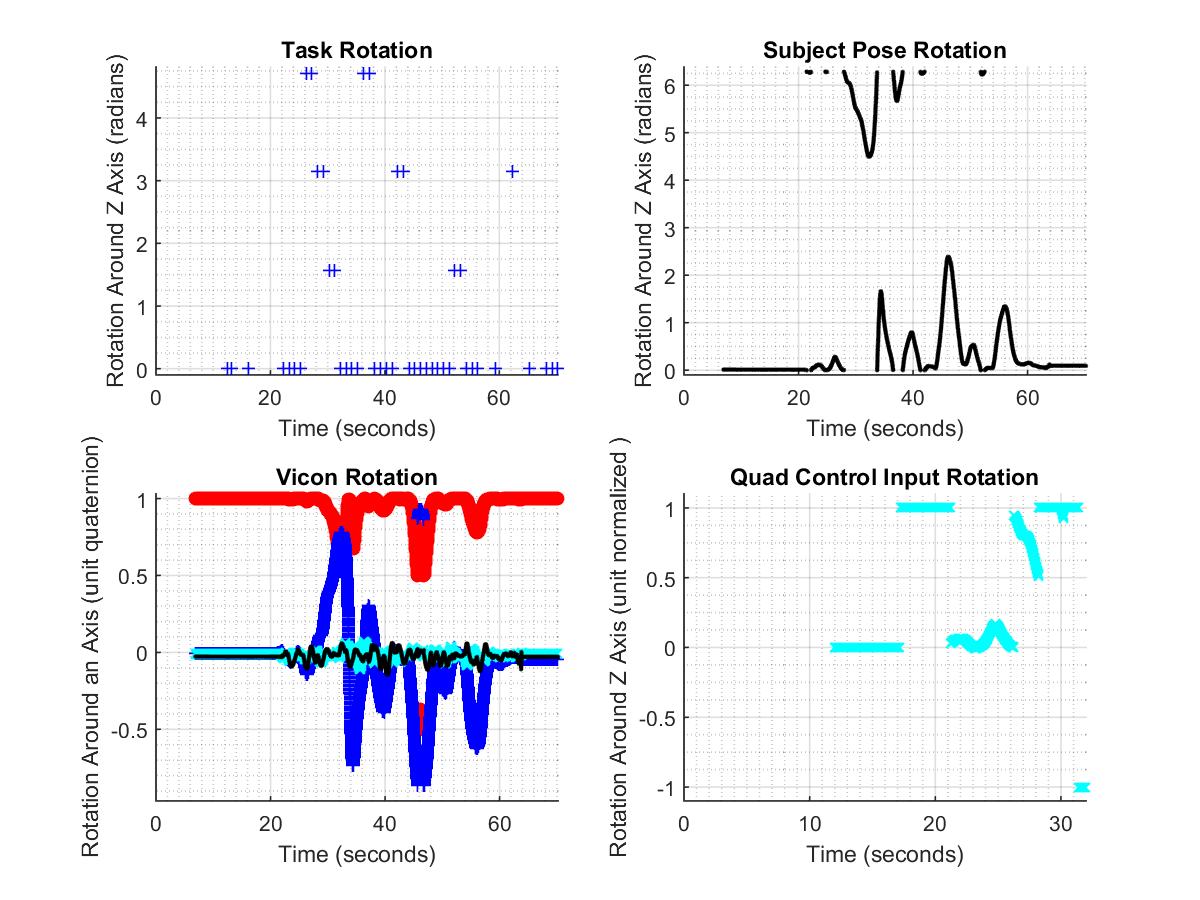 Task Rotation
Rotation Around Z Axis (radians)
4
3
2
1
0
0 20 40 60
Time (seconds)
Subject Pose Rotation
Rotation Around Z Axis (radians)
6
5
4
3
2
1
0
0 20 40 60
Time (seconds)
Vicon Rotation
Rotation Around an Axis (unit quaternion)
1
0.5
0
-0.5
0 20 40 60
Time (seconds)
Quad Control Input Rotation
Rotation Around Z Axis (unit normalized )
1
0.5
0
-0.5
-1
0 10 20 30
Time (seconds)